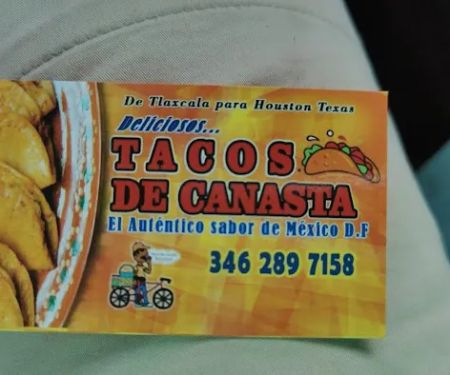 De Tlaxcala para Houston Texas
Deliciosos...
TACOS
DE CANASTA
El Auténtico sabor de México D.F
346 289 7158